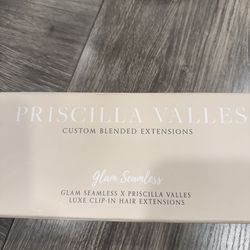 PRISCILLA VALLES
CUSTOM BLENDED EXTENSIONS
Glam Seamless
GLAM SEAMLESS X PRISCILLA VALLES
LUXE CLIP-IN HAIR EXTENSIONS